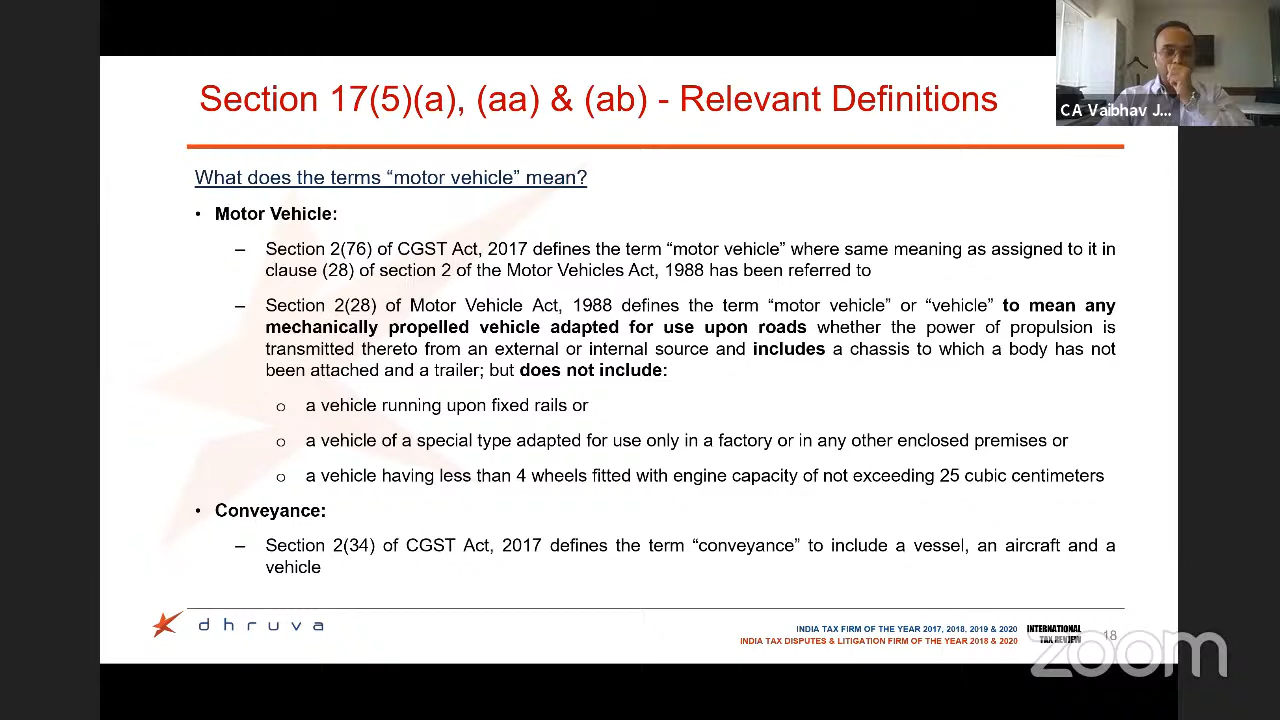 Section 17(5)(a), (aa) & (ab) - Relevant Definitions
CA Vaibhav J...
What does the terms “motor vehicle” mean?
• Motor Vehicle:
– Section 2(76) of CGST Act, 2017 defines the term “motor vehicle” where same meaning as assigned to it in
clause (28) of section 2 of the Motor Vehicles Act, 1988 has been referred to
– Section 2(28) of Motor Vehicle Act, 1988 defines the term “motor vehicle” or “vehicle” to mean any
mechanically propelled vehicle adapted for use upon roads whether the power of propulsion is
transmitted thereto from an external or internal source and includes a chassis to which a body has not
been attached and a trailer; but does not include:
o a vehicle running upon fixed rails or
o a vehicle of a special type adapted for use only in a factory or in any other enclosed premises or
o a vehicle having less than 4 wheels fitted with engine capacity of not exceeding 25 cubic centimeters
• Conveyance:
– Section 2(34) of CGST Act, 2017 defines the term “conveyance” to include a vessel, an aircraft and a
vehicle
dhruva
INDIA TAX FIRM OF THE YEAR 2017, 2018, 2019 & 2020
INDIA TAX DISPUTES & LITIGATION FIRM OF THE YEAR 2018 & 2020
INTERNATIONAL
TAX REVIEW
18
zoom